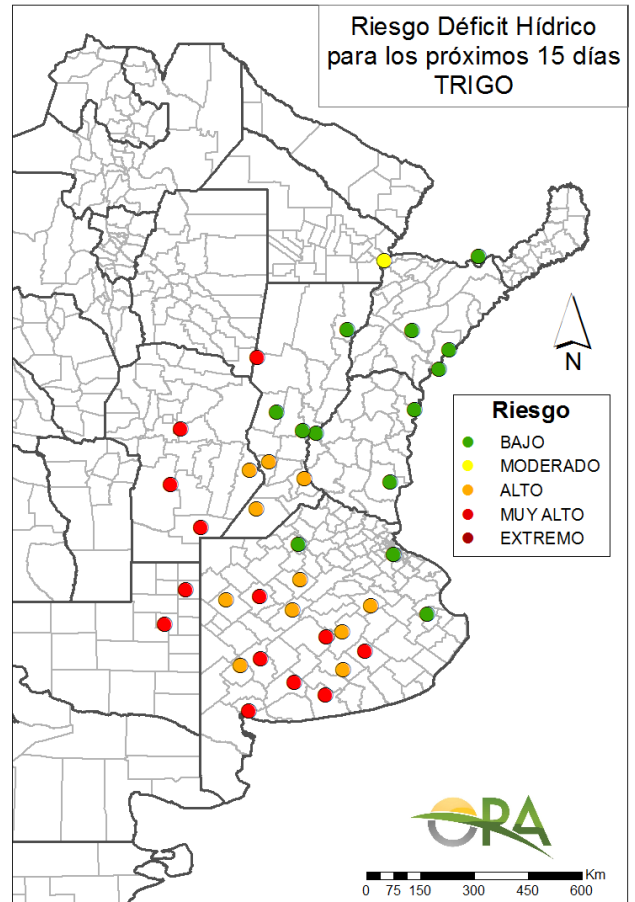 Riesgo Déficit Hídrico
para los próximos 15 días
TRIGO
N
Riesgo
BAJO
MODERADO
ALTO
MUY ALTO
EXTREMO
ORA
Km
0 75 150 300 450 600